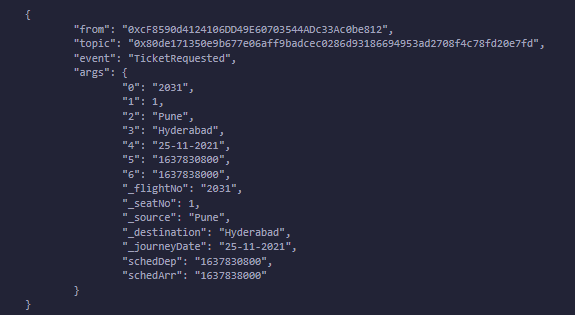 {
"from": "0xcF8590d4124106DD49E60703544ADc33Ac0be812",
"topic": "0x80de171350e9b677e06aff9badcec0286d93186694953ad2708f4c78fd20e7fd",
"event": "TicketRequested",
"args": {
"0": "2031",
"1": 1,
"2": "Pune",
"3": "Hyderabad",
"4": "25-11-2021",
"5": "1637830800",
"6": "1637838000",
"_flightNo": "2031",
"_seatNo": 1,
"_source": "Pune",
"_destination": "Hyderabad",
"_journeyDate": "25-11-2021",
"schedDep": "1637830800",
"schedArr": "1637838000"
}
}